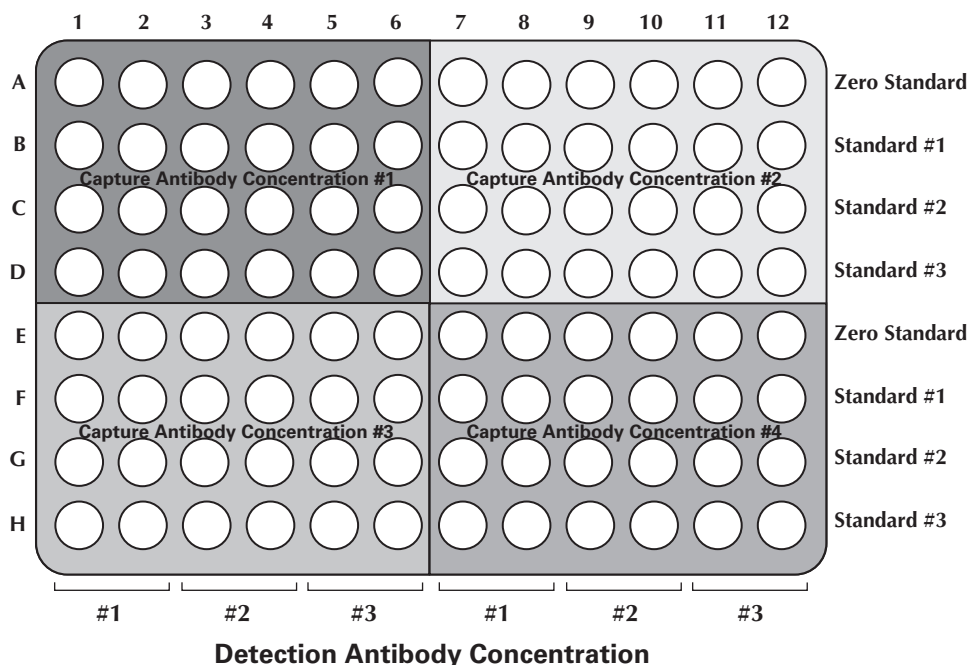 1 2 3 4 5 6 7 8 9 10 11 12
A Zero Standard
B Standard #1
Capture Antibody Concentration #1 Capture Antibody Concentration #2
C Standard #2
D Standard #3
E Zero Standard
F Standard #1
Capture Antibody Concentration #3 Capture Antibody Concentration #4
G Standard #2
H Standard #3
#1 #2 #3 #1 #2 #3
Detection Antibody Concentration